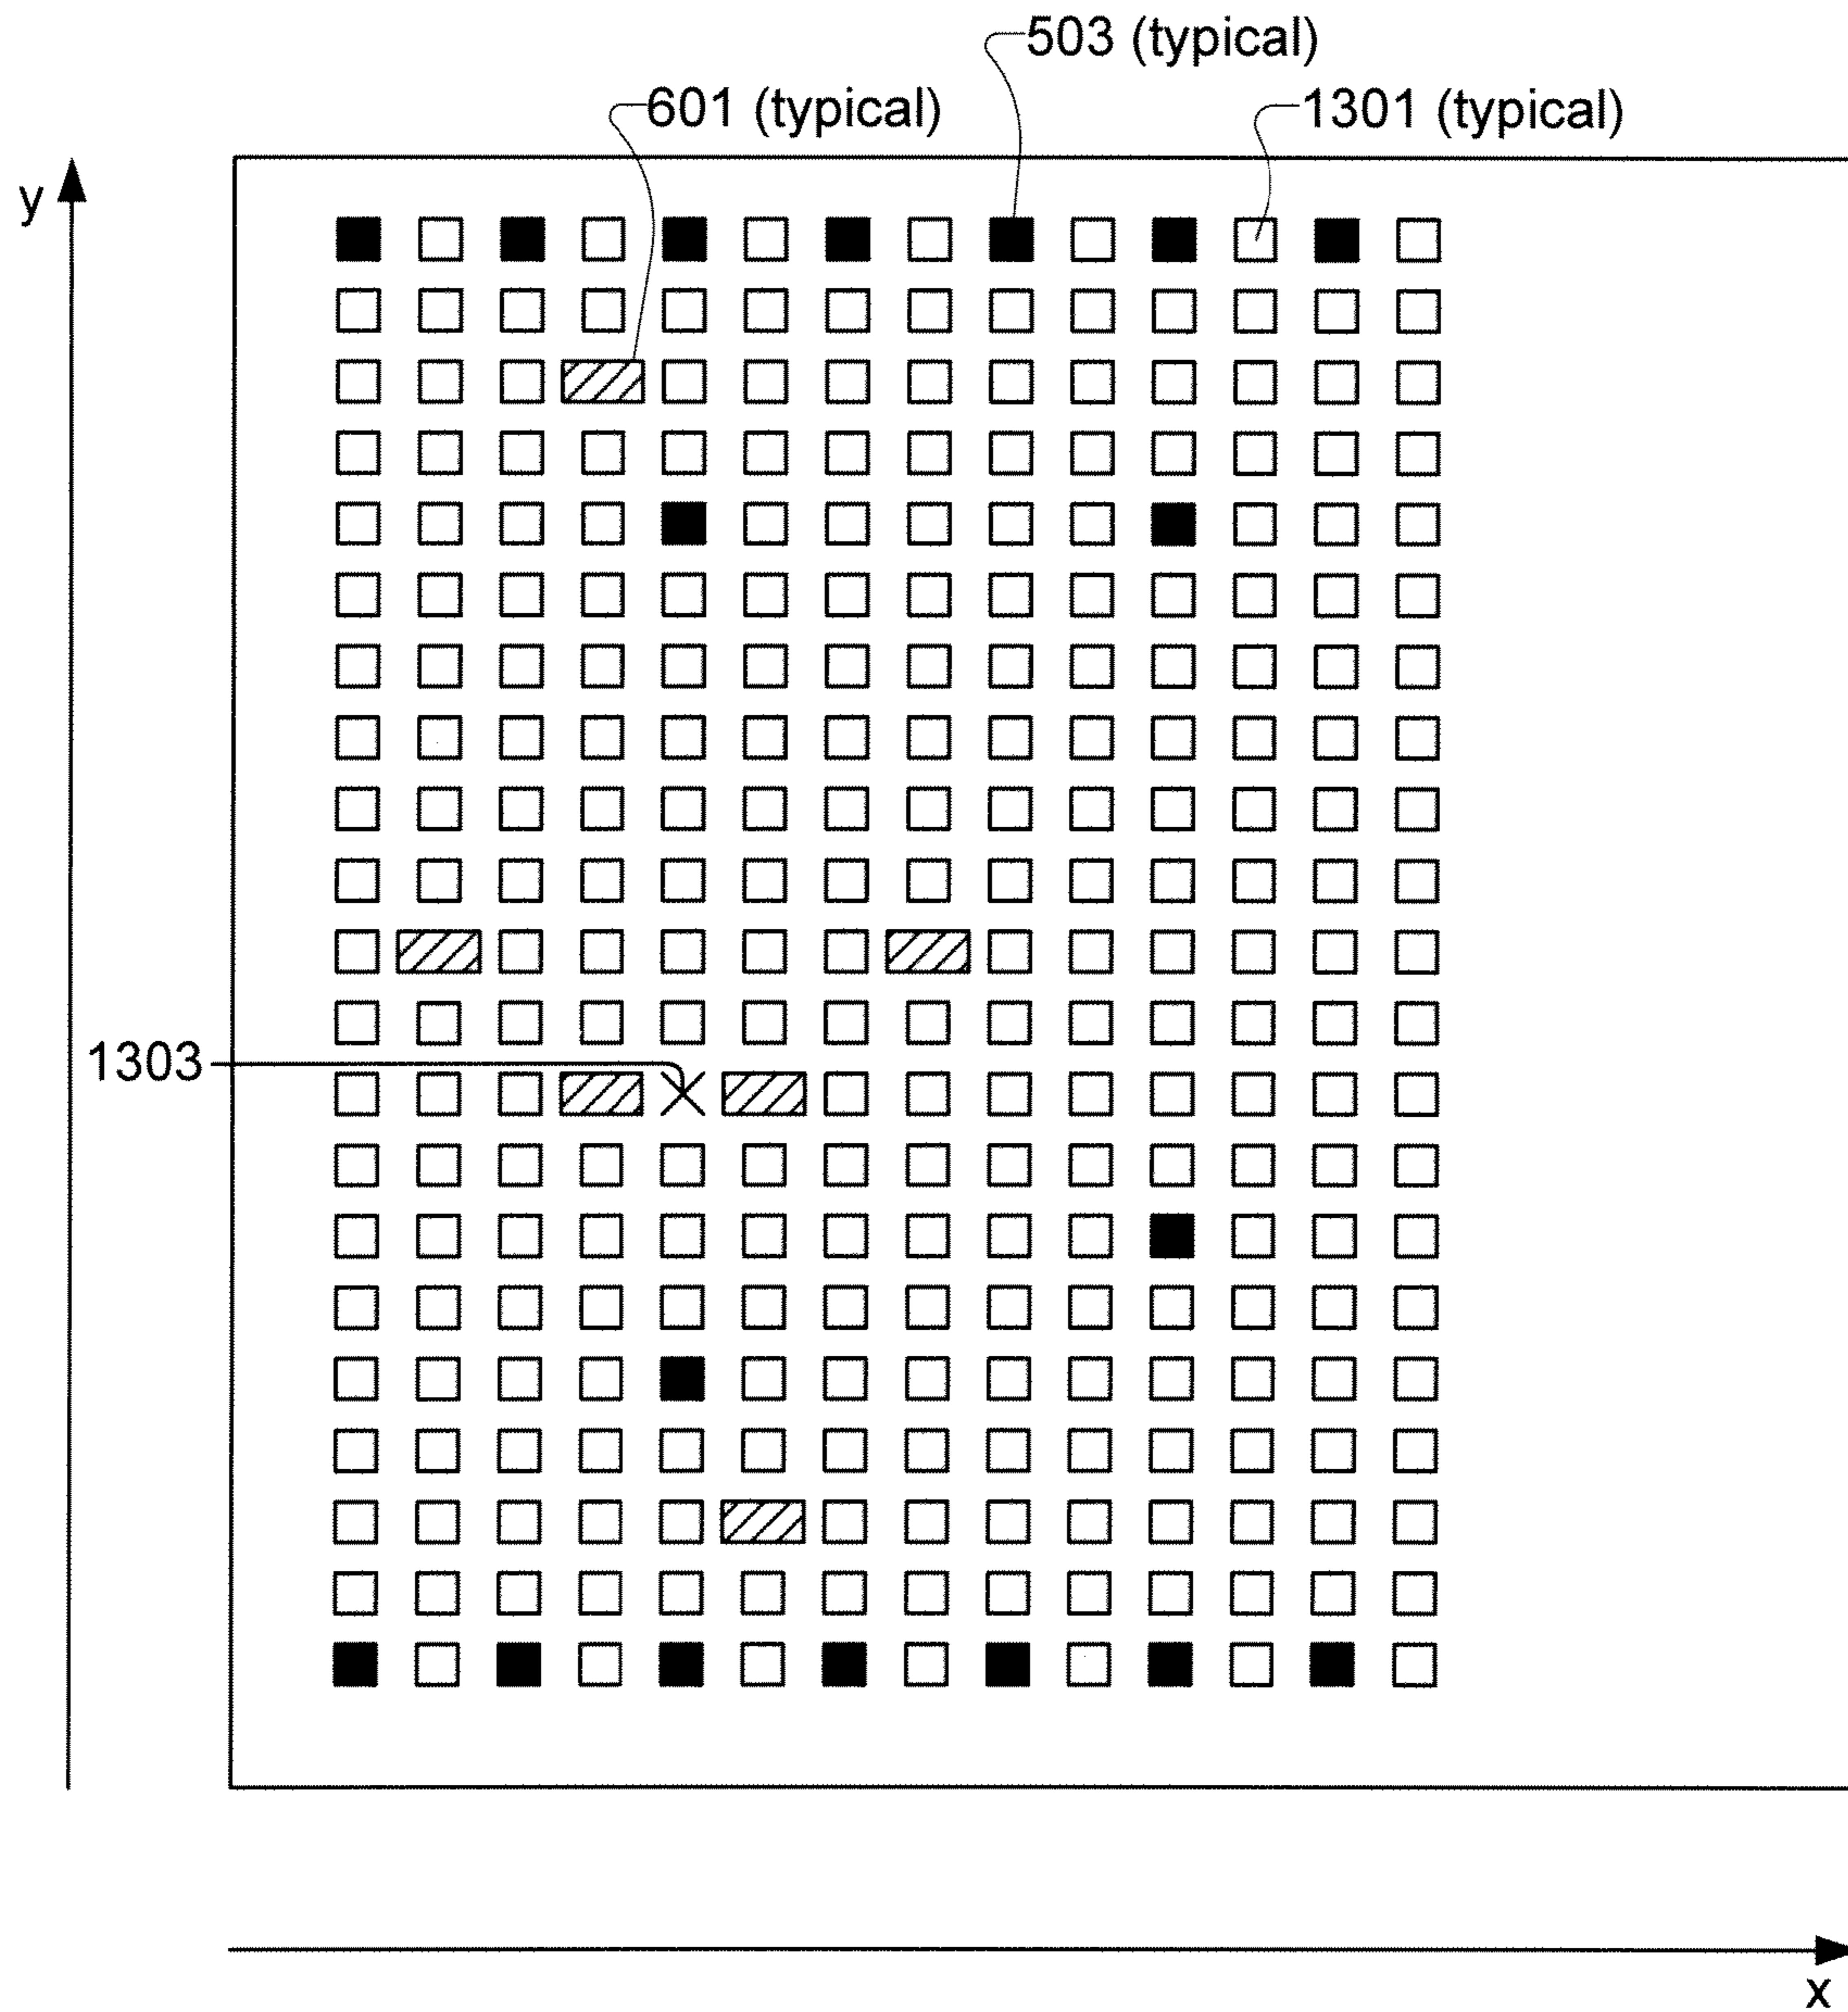 503 (typical)
601 (typical)
1301 (typical)
y
1303
x